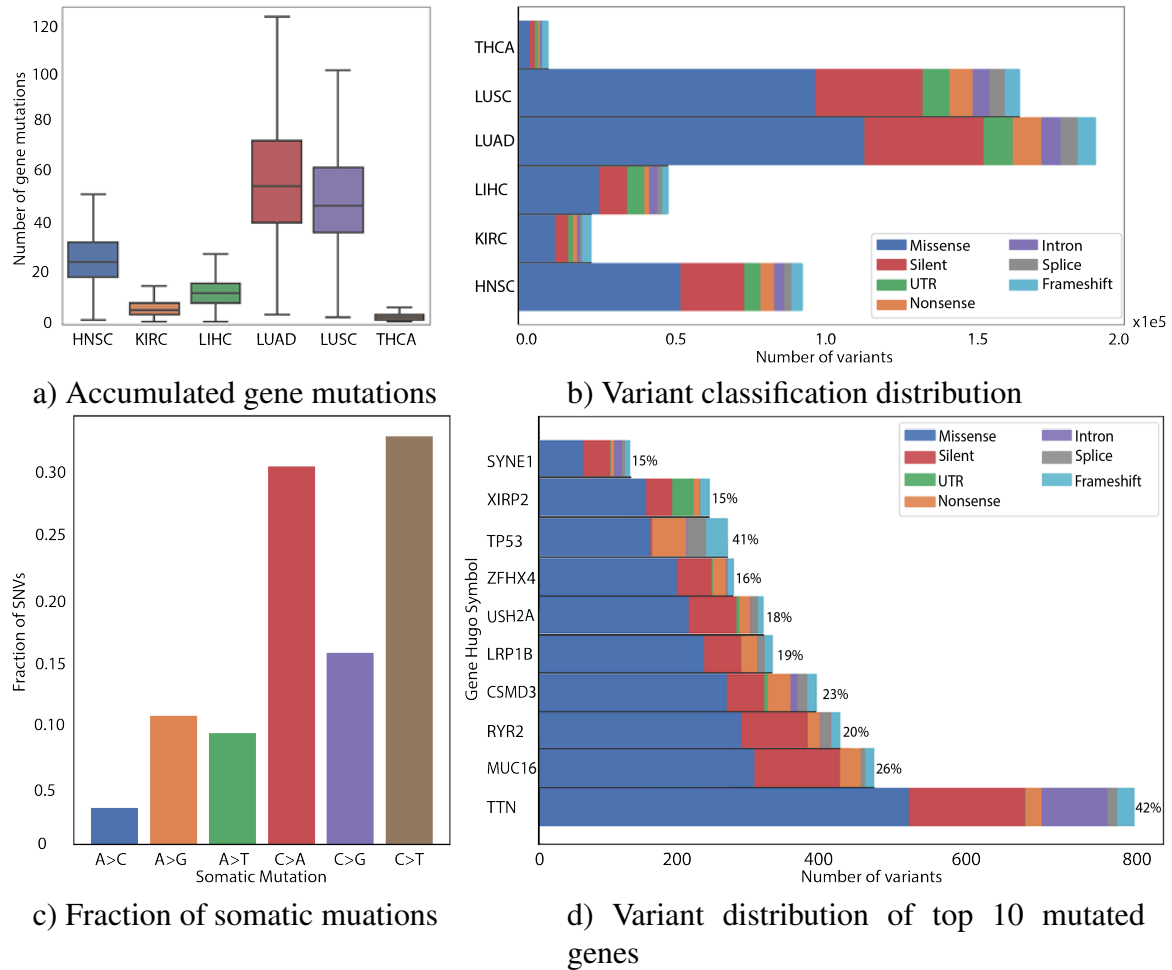 Number of gene mutations
120
100
80
60
40
20
0
HNSC KIRC LIHC LUAD LUSC THCA
a) Accumulated gene mutations
THCA
LUSC
LUAD
LIHC
KIRC
HNSC
Missense Intron
Silent Splice
UTR Frameshift
Nonsense
0.0 0.5 1.0 1.5 2.0
x1e5
Number of variants
b) Variant classification distribution
Fraction of SNVs
0.30
0.25
0.20
0.15
0.10
0.5
0
A>C A>G A>T C>A C>G C>T
Somatic Mutation
c) Fraction of somatic muations
Gene Hugo Symbol
Missense Intron
Silent Splice
UTR Frameshift
Nonsense
SYNE1 15%
XIRP2 15%
TP53 41%
ZFHX4 16%
USH2A 18%
LRP1B 19%
CSMD3 23%
RYR2 20%
MUC16 26%
TTN 42%
0 200 400 600 800
Number of variants
d) Variant distribution of top 10 mutated
genes